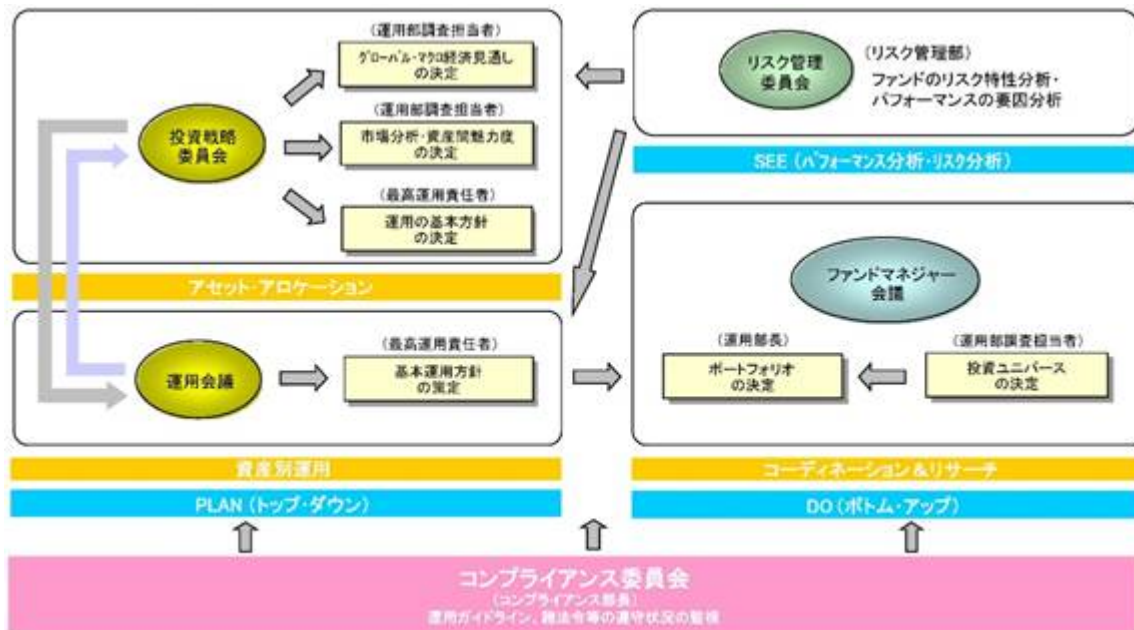 (運用部調査担当者)
グローバル・マクロ経済見通し
の決定
投資戦略
委員会
(運用部調査担当者)
市場分析・資産間魅力度
の決定
(最高運用責任者)
運用の基本方針
の決定
アセット・アロケーション
運用会議
(最高運用責任者)
基本運用方針
の策定
資産別運用
PLAN (トップ・ダウン)
リスク管理
委員会
(リスク管理部)
ファンドのリスク特性分析・
パフォーマンスの要因分析
SEE (パフォーマンス分析・リスク分析)
ファンドマネジャー
会議
(運用部長)
ポートフォリオ
の決定
(運用部調査担当者)
投資ユニバース
の決定
コーディネーション&リサーチ
DO (ボトム・アップ)
コンプライアンス委員会
(コンプライアンス部長)
運用ガイドライン、諸法令等の遵守状況の監視